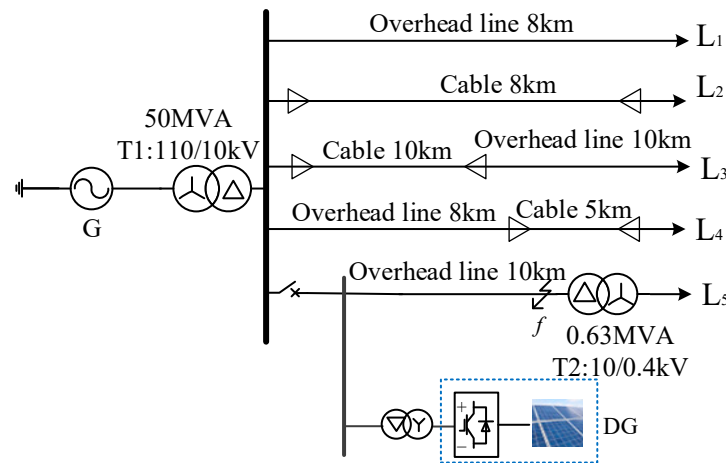 Overhead line 8km
L1
Cable 8km
L2
50MVA
T1:110/10kV
Cable 10km
Overhead line 10km
L3
G
Overhead line 8km
Cable 5km
L4
Overhead line 10km
L5
f
0.63MVA
T2:10/0.4kV
DG